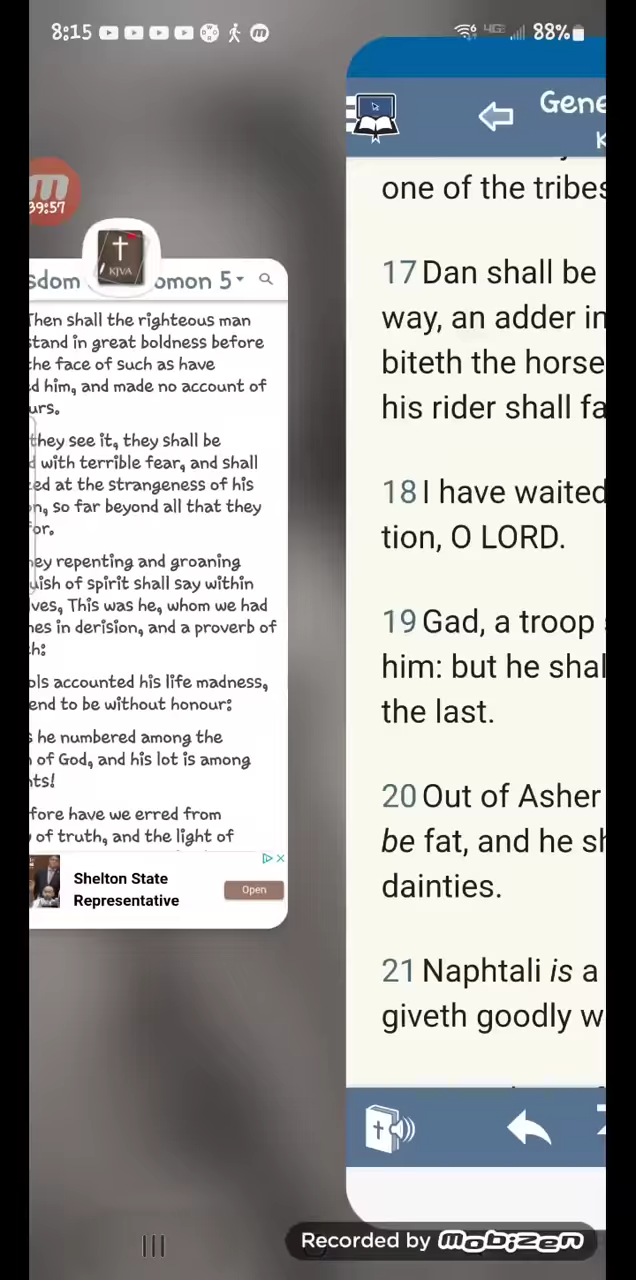 8:15
88%
39:57
KJVA
omon 5
Then shall the righteous man
stand in great boldness before
the face of such as have
d him, and made no account of
urs.
they see it, they shall be
d with terrible fear, and shall
ed at the strangeness of his
n, so far beyond all that they
for.
ey repenting and groaning
uish of spirit shall say within
lves, This was he, whom we had
mes in derision, and a proverb of
h:
ols accounted his life madness,
end to be without honour:
s he numbered among the
of God, and his lot is among
nts!
fore have we erred from
of truth, and the light of
Shelton State
Representative
Open
Gene
K
one of the tribes
17 Dan shall be
way, an adder in
biteth the horse
his rider shall fa
18 I have waited
tion, O LORD.
19 Gad, a troop
him: but he shal
the last.
20 Out of Asher
be fat, and he sh
dainties.
21 Naphtali is a
giveth goodly w
Recorded by mobizen